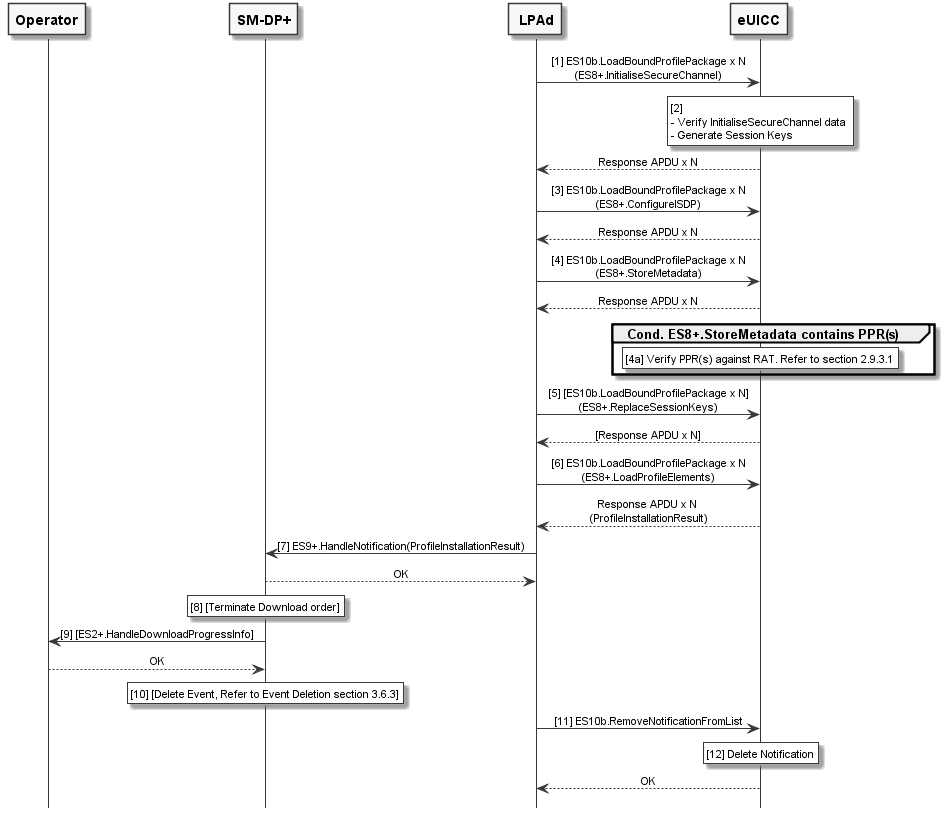 Operator
SM-DP+
LPAd
eUICC
[1] ES10b.LoadBoundProfilePackage x N
(ES8+.InitialiseSecureChannel)
[2]
- Verify InitialiseSecureChannel data
- Generate Session Keys
Response APDU x N
[3] ES10b.LoadBoundProfilePackage x N
(ES8+.ConfigureISDP)
Response APDU x N
[4] ES10b.LoadBoundProfilePackage x N
(ES8+.StoreMetadata)
Response APDU x N
Cond. ES8+.StoreMetadata contains PPR(s)
[4a] Verify PPR(s) against RAT. Refer to section 2.9.3.1
[5] [ES10b.LoadBoundProfilePackage x N]
(ES8+.ReplaceSessionKeys)
[Response APDU x N]
[6] ES10b.LoadBoundProfilePackage x N
(ES8+.LoadProfileElements)
Response APDU x N
(ProfileInstallationResult)
[7] ES9+.HandleNotification(ProfileInstallationResult)
OK
[8] [Terminate Download order]
[9] [ES2+.HandleDownloadProgressInfo]
OK
[10] [Delete Event, Refer to Event Deletion section 3.6.3]
[11] ES10b.RemoveNotificationFromList
[12] Delete Notification
OK